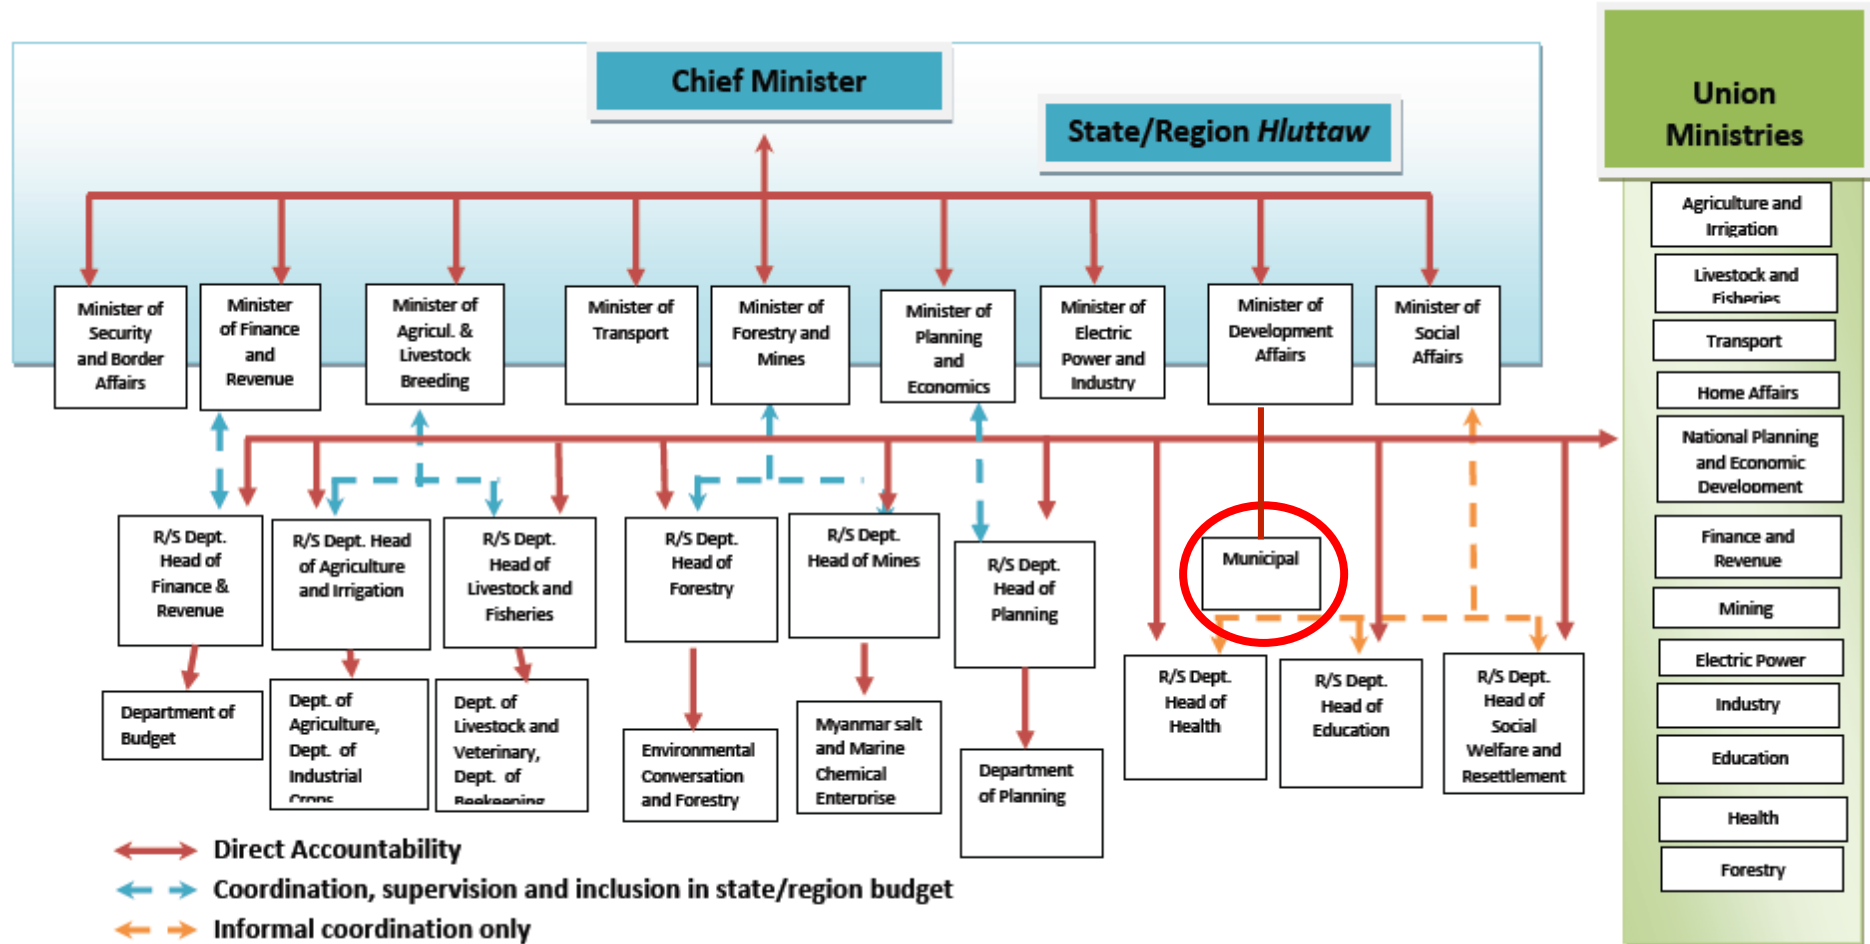 Chief Minister
State/Region Hluttaw
Union
Ministries
Minister of
Security
and Border
Affairs
Minister
of Finance
and
Revenue
Minister of
Agricul. &
Livestock
Breeding
Minister of
Transport
Minister of
Forestry and
Mines
Minister of
Planning
and
Economics
Minister of
Electric
Power and
Industry
Minister of
Development
Affairs
Minister of
Social
Affairs
R/S Dept.
Head of
Finance &
Revenue
R/S Dept. Head
of Agriculture
and Irrigation
R/S Dept.
Head of
Livestock and
Fisheries
R/S Dept.
Head of
Forestry
R/S Dept.
Head of Mines
R/S Dept.
Head of
Planning
Municipal
R/S Dept.
Head of
Health
R/S Dept.
Head of
Education
R/S Dept.
Head of
Social
Welfare and
Resettlement
Department of
Budget
Dept. of
Agriculture,
Dept. of
Industrial
Crops
Dept. of
Livestock and
Veterinary,
Dept. of
Beekeeping
Environmental
Conversation
and Forestry
Myanmar salt
and Marine
Chemical
Enterprise
Department
of Planning
Agriculture and
Irrigation
Livestock and
Fisheries
Transport
Home Affairs
National Planning
and Economic
Development
Finance and
Revenue
Mining
Electric Power
Industry
Education
Health
Forestry
Direct Accountability
Coordination, supervision and inclusion in state/region budget
Informal coordination only